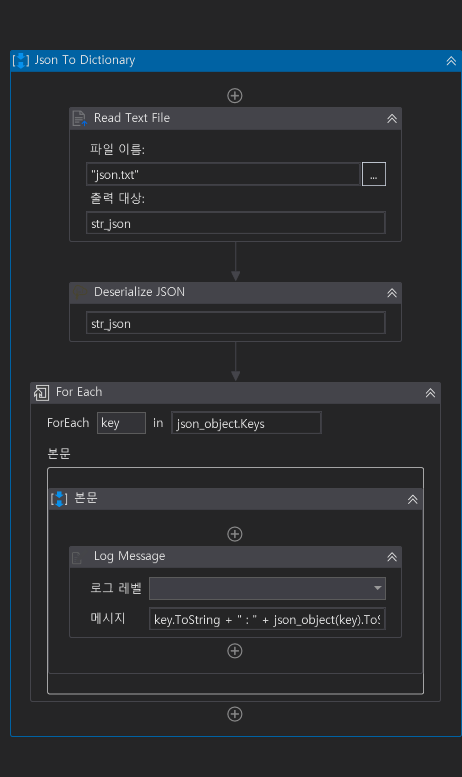 Json To Dictionary
Read Text File
파일 이름:
"json.txt"
...
출력 대상:
str_json
Deserialize JSON
str_json
For Each
ForEach key in json_object.Keys
본문
본문
Log Message
로그 레벨
메시지 key.ToString + " : " + json_object(key).ToS